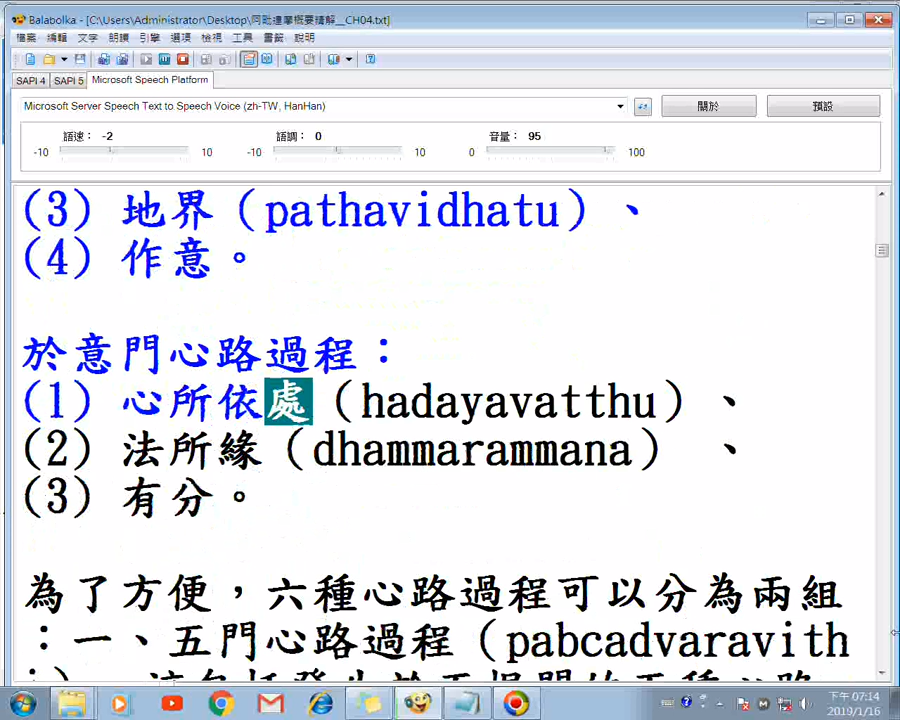 Balabolka - [C:\Users\Administrator\Desktop\阿毗達摩概要精解__CH04.txt]
檔案 編輯 文字 朗讀 引擎 選項 檢視 工具 書籤 說明
SAPI 4 SAPI 5 Microsoft Speech Platform
Microsoft Server Speech Text to Speech Voice (zh-TW, HanHan) 關於 預設
語速： -2 語調： 0 音量： 95
-10 10 -10 10 0 100
(3) 地界（pathavidhatu）、
(4) 作意。
於意門心路過程：
(1) 心所依處（hadayavatthu）、
(2) 法所緣（dhammarammana） 、
(3) 有分。
為了方便，六種心路過程可以分為兩組
：一、五門心路過程（pabcadvaravith
下午 07:14
2019/1/16